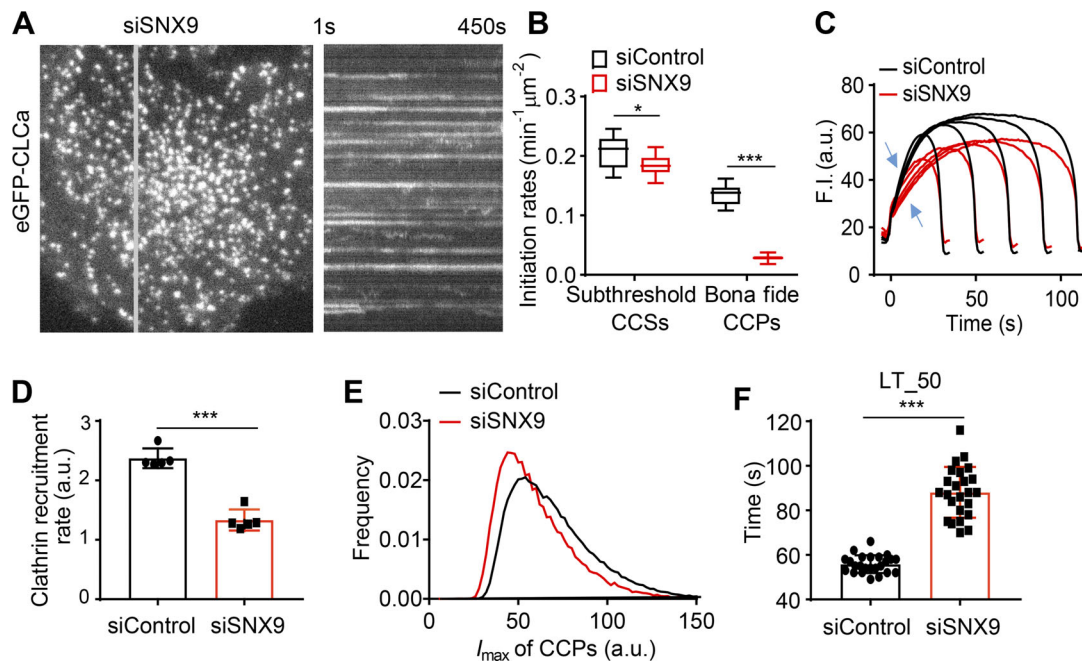 A
siSNX9
1s
450s
eGFP-CLCa
B
siControl
siSNX9
Initiation rates (min-1 μm-2)
0.3
0.2
0.1
0.0
*
***
Subthreshold
CCSs
Bona fide
CCPs
C
siControl
siSNX9
F.I. (a.u.)
80
60
40
20
0
0
50
100
Time (s)
D
***
Clathrin recruitment
rate (a.u.)
3
2
1
0
siControl
siSNX9
E
siControl
siSNX9
Frequency
0.03
0.02
0.01
0.00
0
50
100
150
Imax of CCPs (a.u.)
F
LT_50
***
Time (s)
120
100
80
60
40
siControl
siSNX9